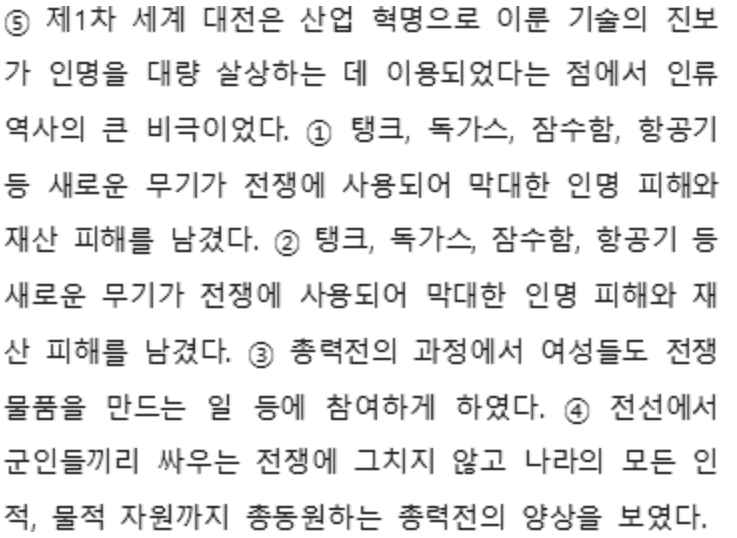 ⑤ 제1차 세계 대전은 산업 혁명으로 이룬 기술의 진보
가 인명을 대량 살상하는 데 이용되었다는 점에서 인류
역사의 큰 비극이었다. ① 탱크, 독가스, 잠수함, 항공기
등 새로운 무기가 전쟁에 사용되어 막대한 인명 피해와
재산 피해를 남겼다. ② 탱크, 독가스, 잠수함, 항공기 등
새로운 무기가 전쟁에 사용되어 막대한 인명 피해와 재
산 피해를 남겼다. ③ 총력전의 과정에서 여성들도 전쟁
물품을 만드는 일 등에 참여하게 하였다. ④ 전선에서
군인들끼리 싸우는 전쟁에 그치지 않고 나라의 모든 인
적, 물적 자원까지 총동원하는 총력전의 양상을 보였다.